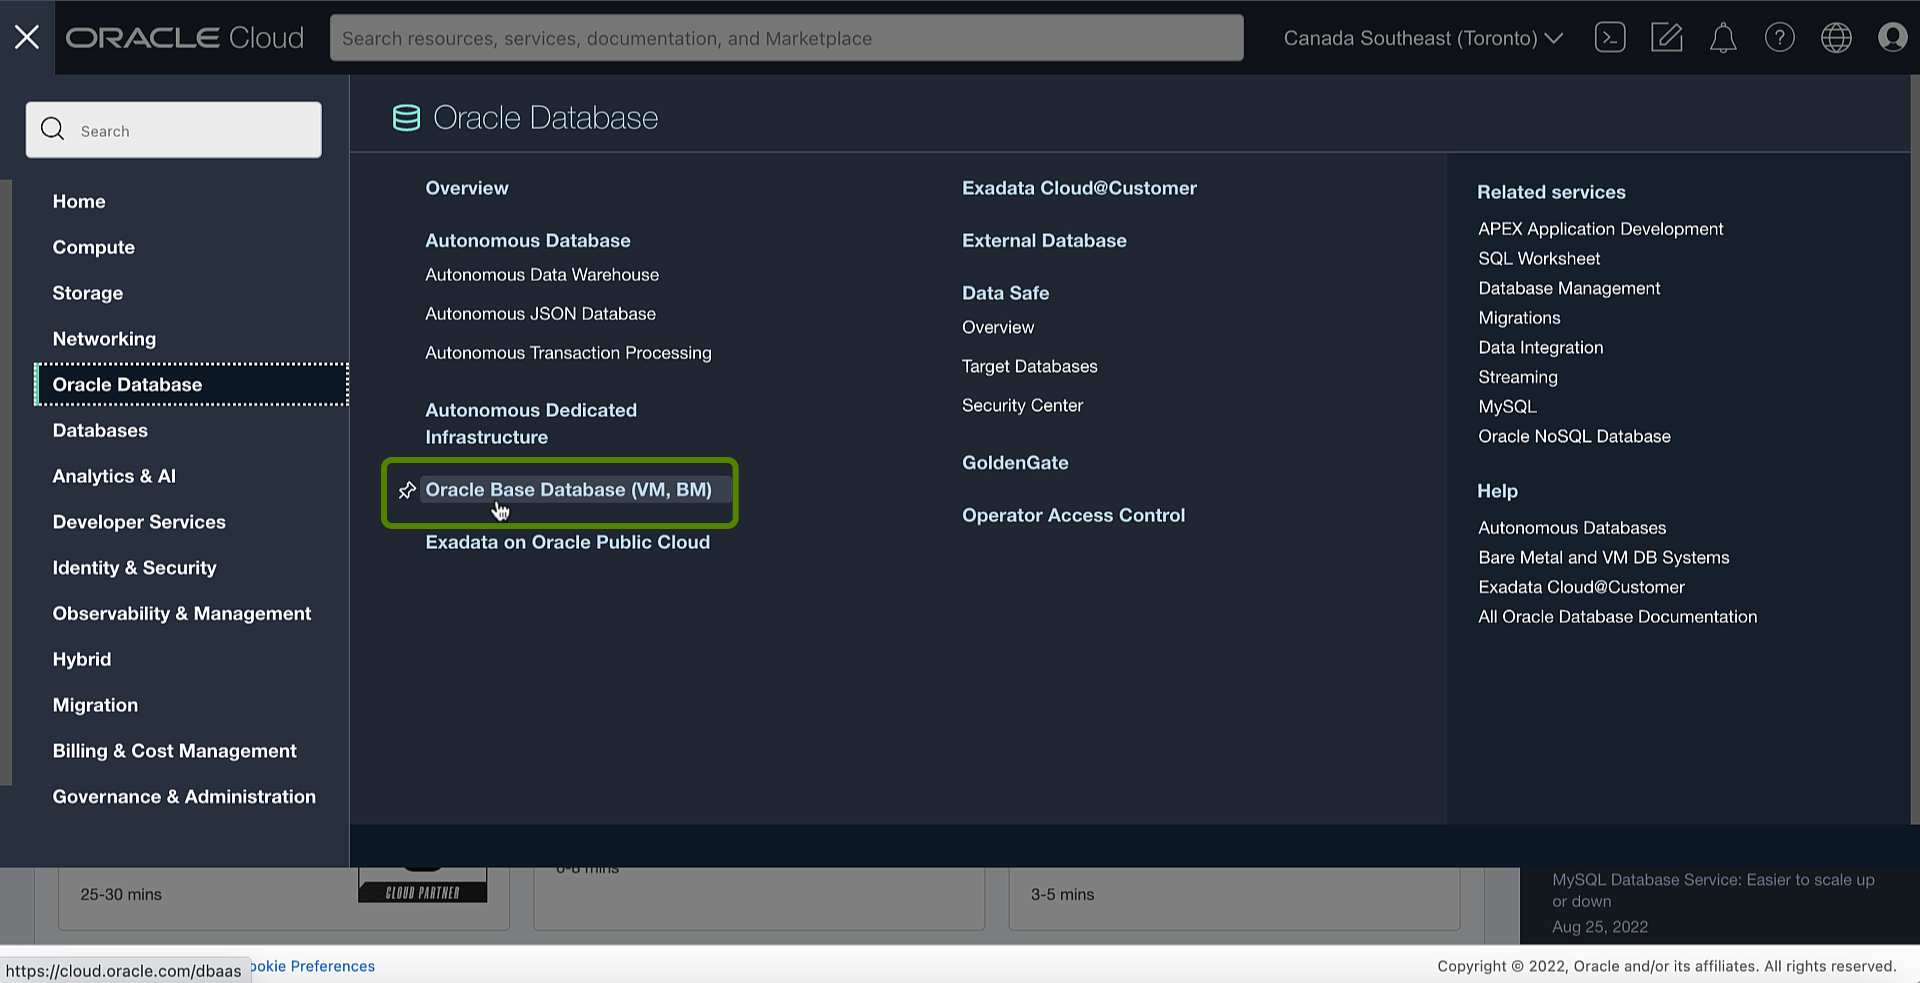 ORACLE Cloud
Search resources, services, documentation, and Marketplace
Canada Southeast (Toronto)
Search
Home
Compute
Storage
Networking
Oracle Database
Databases
Analytics & AI
Developer Services
Identity & Security
Observability & Management
Hybrid
Migration
Billing & Cost Management
Governance & Administration
Oracle Database
Overview
Autonomous Database
Autonomous Data Warehouse
Autonomous JSON Database
Autonomous Transaction Processing
Autonomous Dedicated
Infrastructure
Oracle Base Database (VM, BM)
Exadata on Oracle Public Cloud
Exadata Cloud@Customer
External Database
Data Safe
Overview
Target Databases
Security Center
GoldenGate
Operator Access Control
Related services
APEX Application Development
SQL Worksheet
Database Management
Migrations
Data Integration
Streaming
MySQL
Oracle NoSQL Database
Help
Autonomous Databases
Bare Metal and VM DB Systems
Exadata Cloud@Customer
All Oracle Database Documentation
25-30 mins
CLOUD PARTNER
mins
3-5 mins
MySQL Database Service: Easier to scale up
or down
Aug 25, 2022
https://cloud.oracle.com/dbaas
ookie Preferences
Copyright © 2022, Oracle and/or its affiliates. All rights reserved.